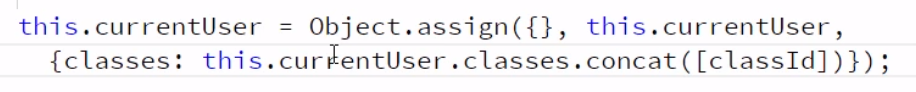 this.currentUser = Object.assign({}, this.currentUser,
{classes: this.currentUser.classes.concat([classId])});